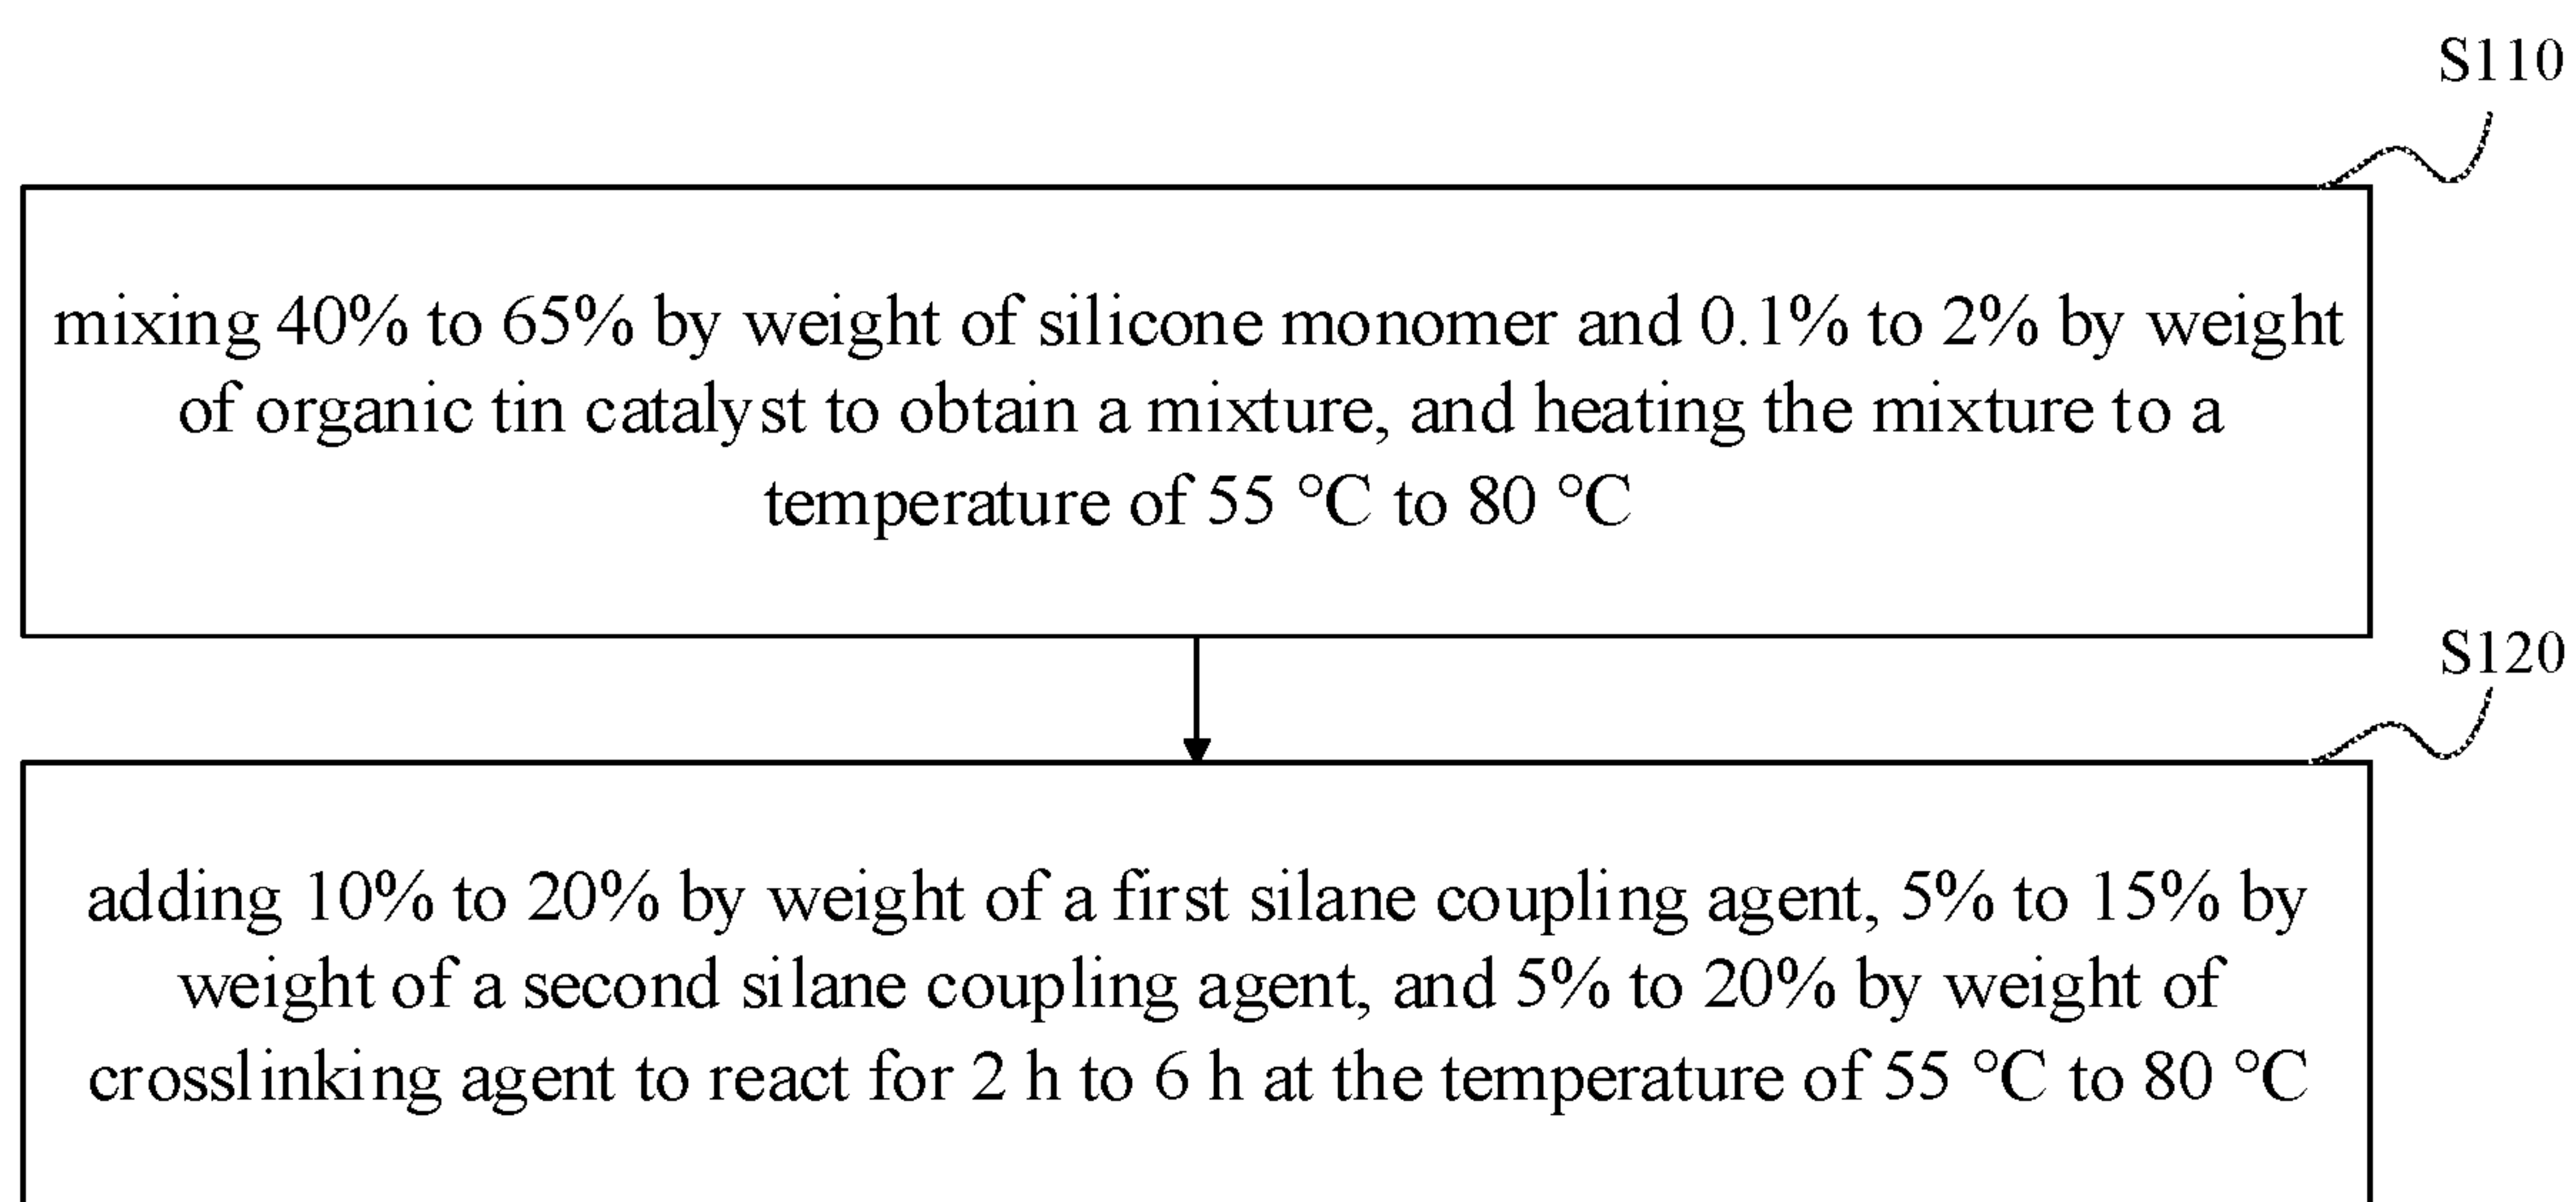 S110
mixing 40% to 65% by weight of silicone monomer and 0.1% to 2% by weight
of organic tin catalyst to obtain a mixture, and heating the mixture to a
temperature of 55 °C to 80 °C
S120
adding 10% to 20% by weight of a first silane coupling agent, 5% to 15% by
weight of a second silane coupling agent, and 5% to 20% by weight of
crosslinking agent to react for 2 h to 6 h at the temperature of 55 °C to 80 °C